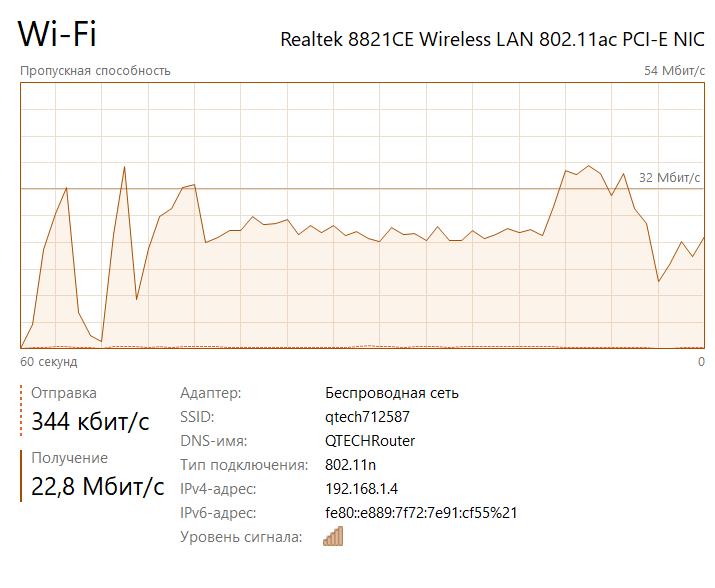 Wi-Fi
Realtek 8821CE Wireless LAN 802.11ac PCI-E NIC
Пропускная способность
54 Мбит/с
32 Мбит/с
60 секунд
0
Отправка
344 кбит/с
Получение
22,8 Мбит/с
Адаптер: Беспроводная сеть
SSID: qtech712587
DNS-имя: QTECHRouter
Тип подключения: 802.11n
IPv4-адрес: 192.168.1.4
IPv6-адрес: fe80::e889:7f72:7e91:cf55%21
Уровень сигнала: